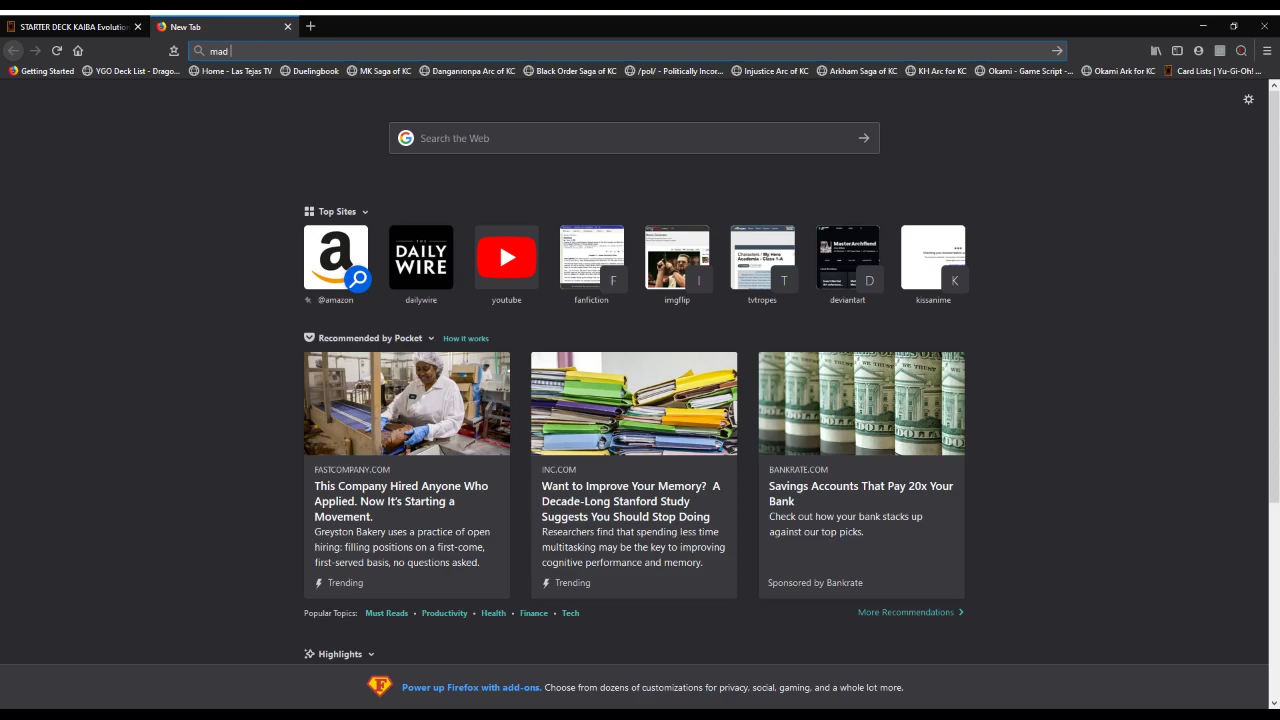 STARTER DECK KAIBA Evolution
New Tab
mad
Getting Started
YGO Deck List - Drago...
Home - Las Tejas TV
Duelingbook
MK Saga of KC
Danganronpa Arc of KC
Black Order Saga of KC
/pol/ - Politically Incor...
Injustice Arc of KC
Arkham Saga of KC
KH Arc for KC
Okami - Game Script -...
Okami Ark for KC
Card Lists | Yu-Gi-Oh! ...
Search the Web
Top Sites
a
THE
DAILY
WIRE
F
I
T
MasterArchfiend
D
K
@amazon
dailywire
youtube
fanfiction
imgflip
tvtropes
deviantart
kissanime
Recommended by Pocket
How it works
FASTCOMPANY.COM
This Company Hired Anyone Who
Applied. Now It's Starting a
Movement.
Greyston Bakery uses a practice of open
hiring: filling positions on a first-come,
first-served basis, no questions asked.
Trending
INC.COM
Want to Improve Your Memory? A
Decade-Long Stanford Study
Suggests You Should Stop Doing
Researchers find that spending less time
multitasking may be the key to improving
cognitive performance and memory.
Trending
BANKRATE.COM
Savings Accounts That Pay 20x Your
Bank
Check out how your bank stacks up
against our top picks.
Sponsored by Bankrate
Popular Topics: Must Reads • Productivity • Health • Finance • Tech
More Recommendations
Highlights
Power up Firefox with add-ons. Choose from dozens of customizations for privacy, social, gaming, and a whole lot more.